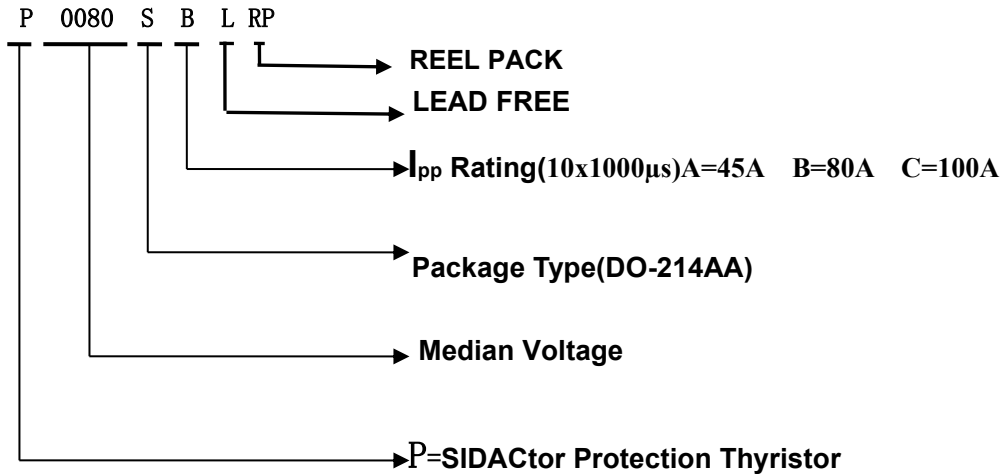 P 0080 S B L RP
REEL PACK
LEAD FREE
Ipp Rating(10x1000µs)A=45A B=80A C=100A
Package Type(DO-214AA)
Median Voltage
P=SIDACtor Protection Thyristor